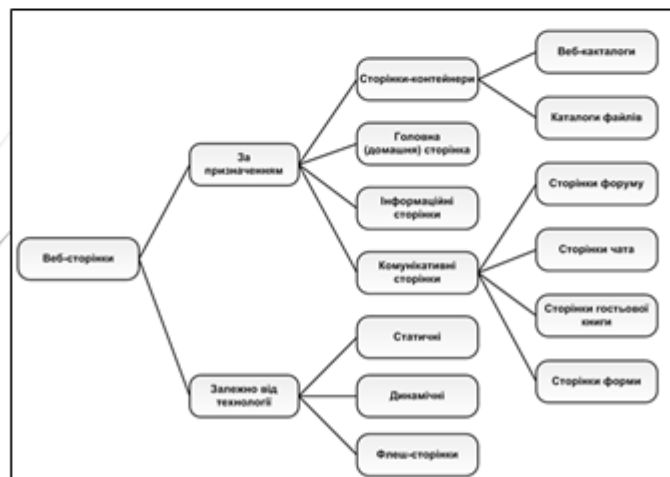 Веб-сторінки
За
призначенням
Залежно від
технології
Сторінки-контейнери
Головна
(домашня) сторінка
Інформаційні
сторінки
Комунікативні
сторінки
Статичні
Динамічні
Флеш-сторінки
Веб-какталоги
Каталоги файлів
Сторінки форуму
Сторінки чата
Сторінки гостьової
книги
Сторінки форми